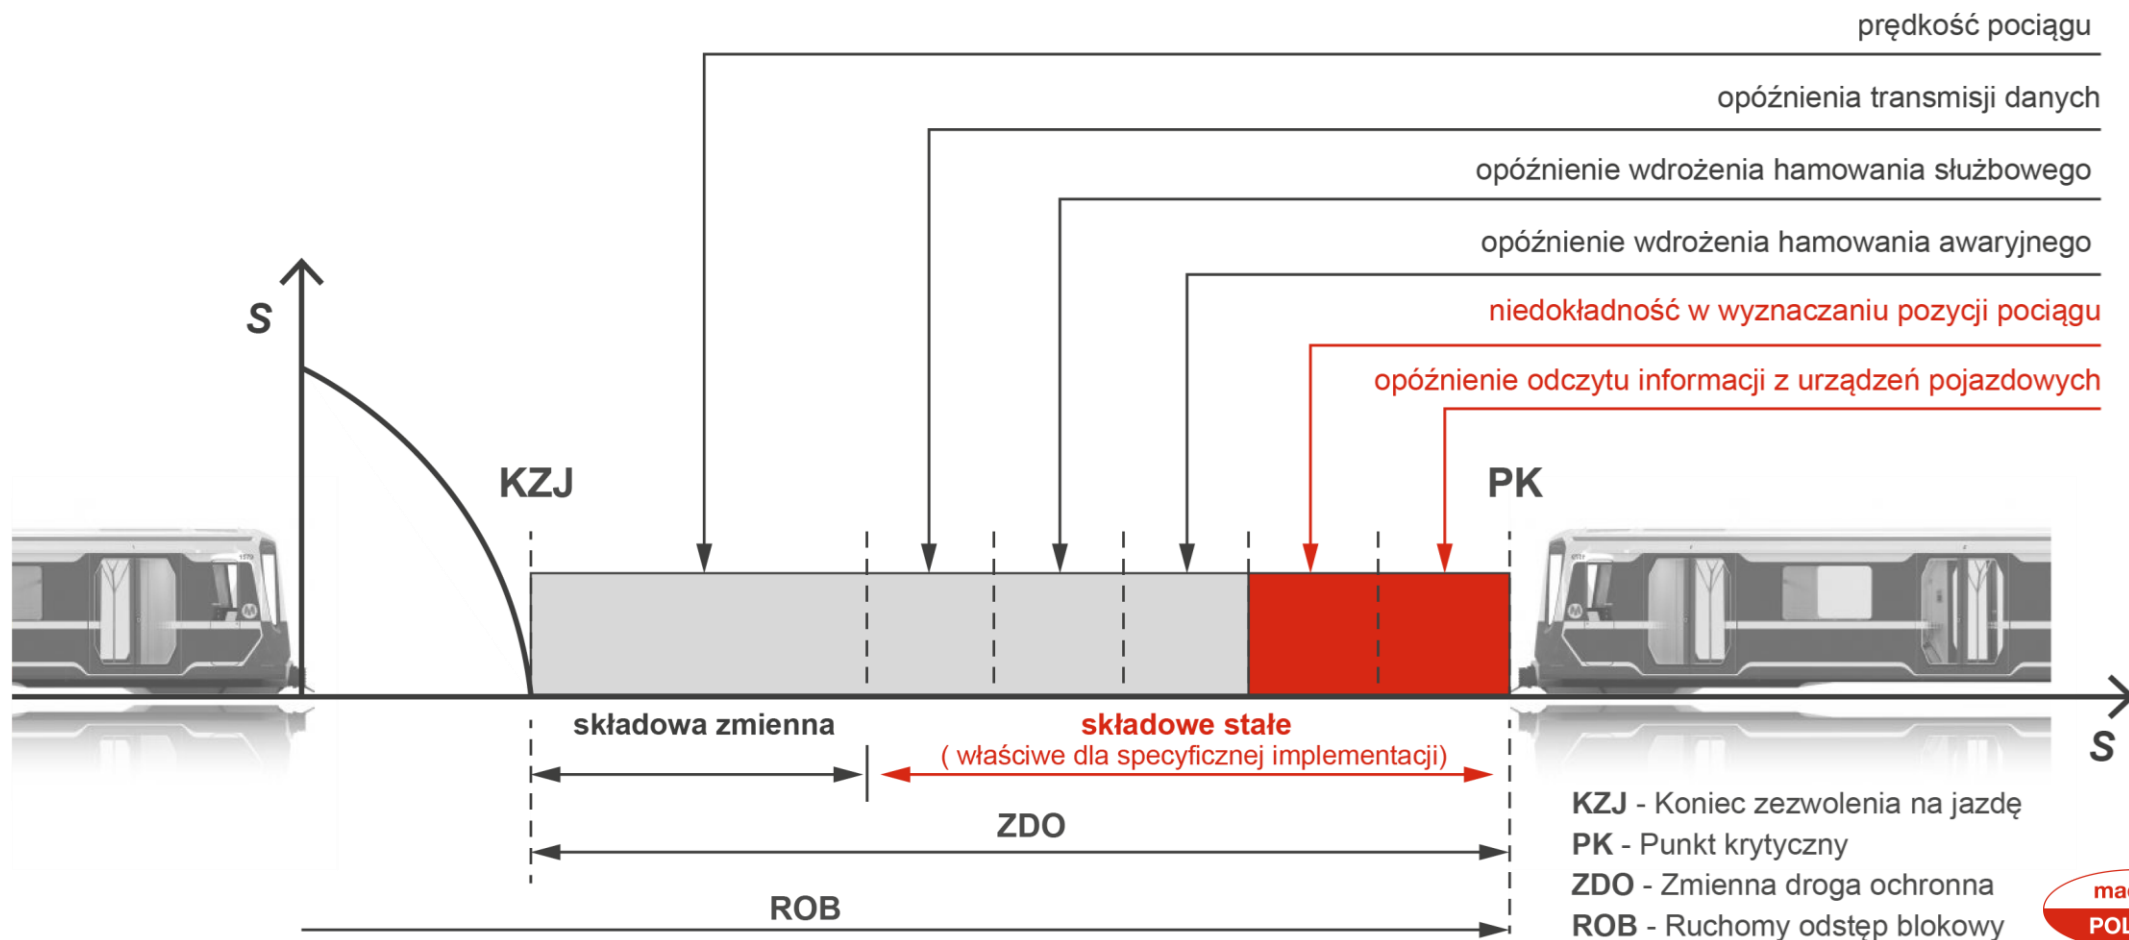 prędkość pociągu
opóźnienia transmisji danych
opóźnienie wdrożenia hamowania służbowego
opóźnienie wdrożenia hamowania awaryjnego
niedokładność w wyznaczaniu pozycji pociągu
opóźnienie odczytu informacji z urządzeń pojazdowych
S
KZJ
PK
składowa zmienna
składowe stałe
( właściwe dla specyficznej implementacji)
S
ZDO
ROB
KZJ - Koniec zezwolenia na jazdę
PK - Punkt krytyczny
ZDO - Zmienna droga ochronna
ROB - Ruchomy odstęp blokowy